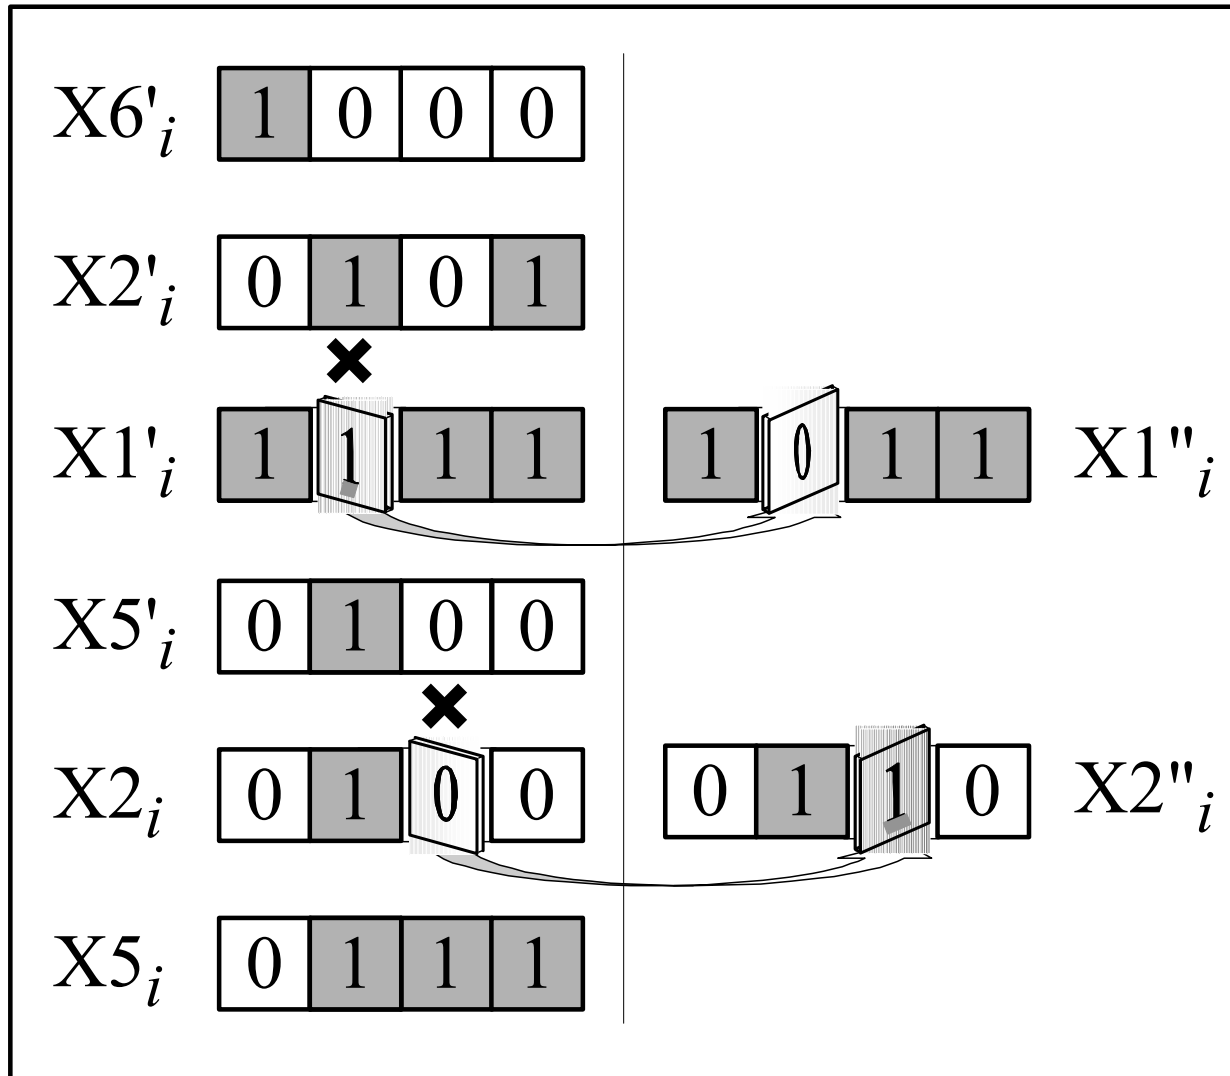 X6'i 1 0 0 0
X2'i 0 1 0 1
X1'i 1 1 1 1 1 0 1 1 X1"i
X5'i 0 1 0 0
X2i 0 1 0 0 0 1 1 0 X2"i
X5i 0 1 1 1